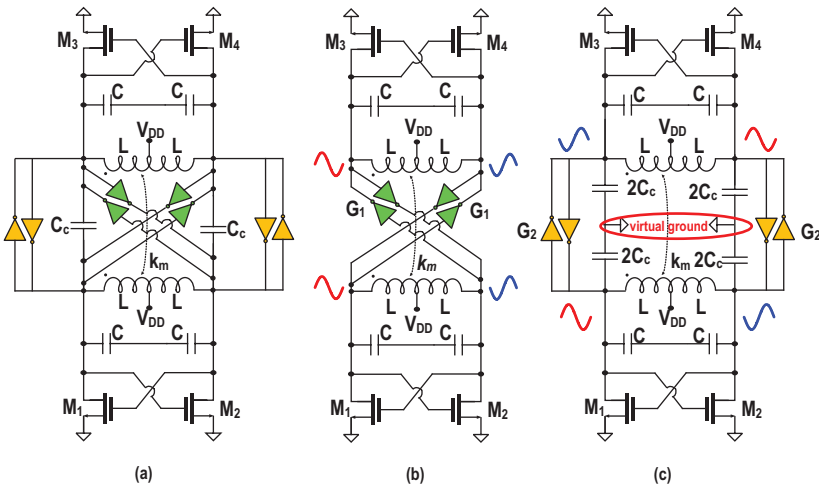 M3 M4 M3 M4 M3 M4
C C C C C C
VDD VDD VDD
L L L L L L
Cc Cc G1 G1 2Cc 2Cc
G2 virtual ground G2
km km 2Cc km 2Cc
L L L L L L
VDD VDD VDD
C C C C C C
M1 M2 M1 M2 M1 M2
(a) (b) (c)